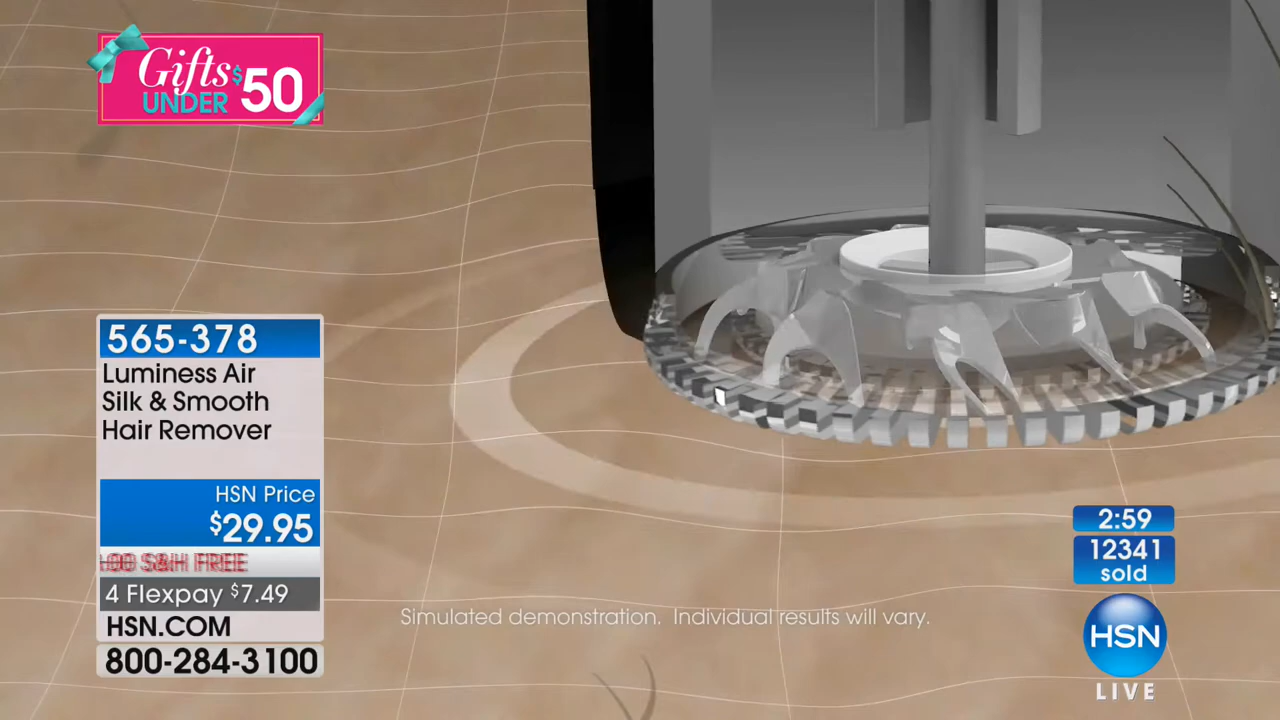 Gifts
UNDER $50
565-378
Luminess Air
Silk & Smooth
Hair Remover
HSN Price
$29.95
S&H FREE
4 Flexpay $7.49
HSN.COM
800-284-3100
Simulated demonstration. Individual results will vary.
2:59
12341
sold
HSN
LIVE